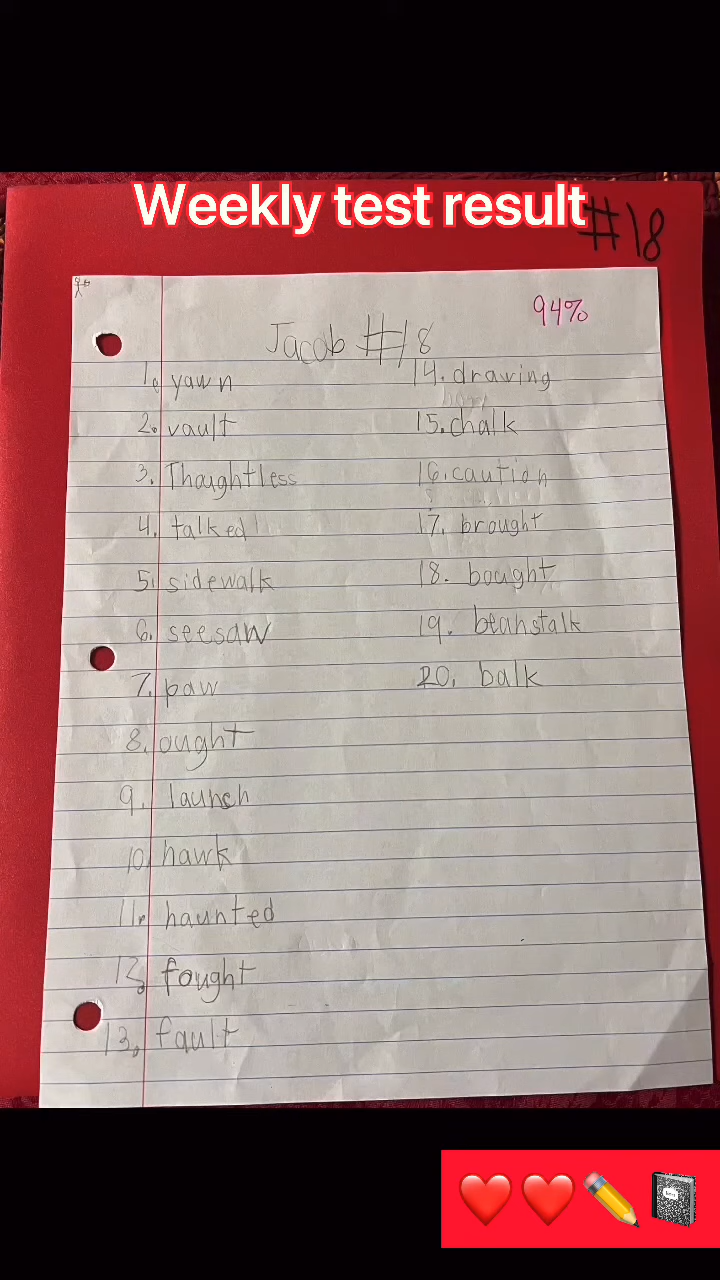 Weekly test result
#18
94%
Jacob #18
1. yawn
2. vault
3. Thoughtless
4. talked
5. sidewalk
6. seesaw
7. paw
8. ought
9. launch
10. hawk
11. haunted
12. fought
13. fault
14. drawing
15. chalk
16. caution
17. brought
18. bought
19. beanstalk
20. balk